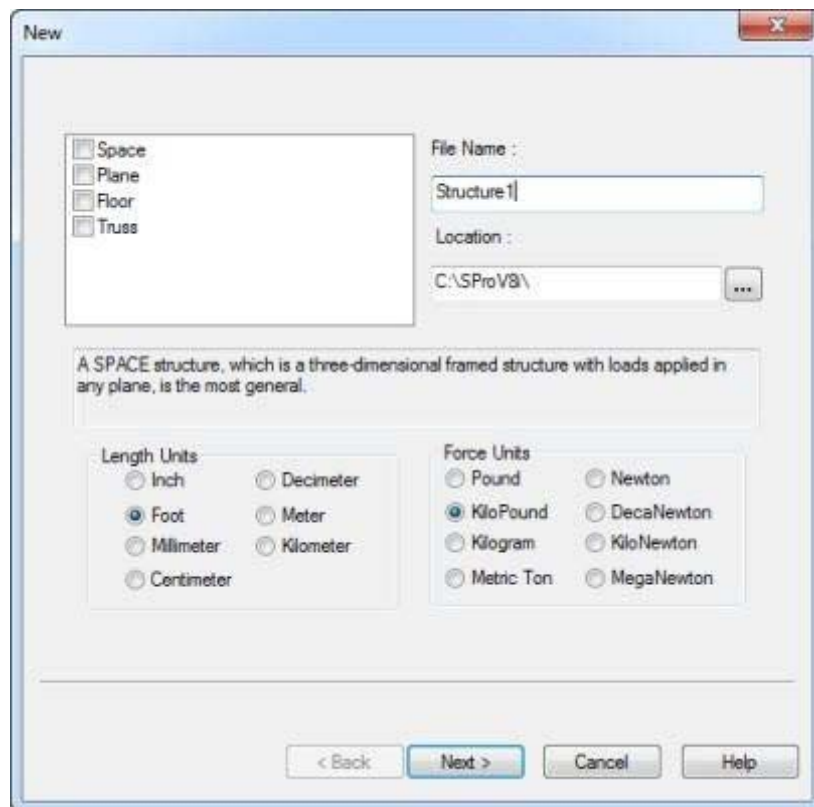 New
Space
Plane
Floor
Truss
File Name :
Structure1
Location :
C:\SProV8i\
...
A SPACE structure, which is a three-dimensional framed structure with loads applied in
any plane, is the most general.
Length Units
Inch
Decimeter
Foot
Meter
Millimeter
Kilometer
Centimeter
Force Units
Pound
Newton
KiloPound
DecaNewton
Kilogram
KiloNewton
Metric Ton
MegaNewton
< Back
Next >
Cancel
Help